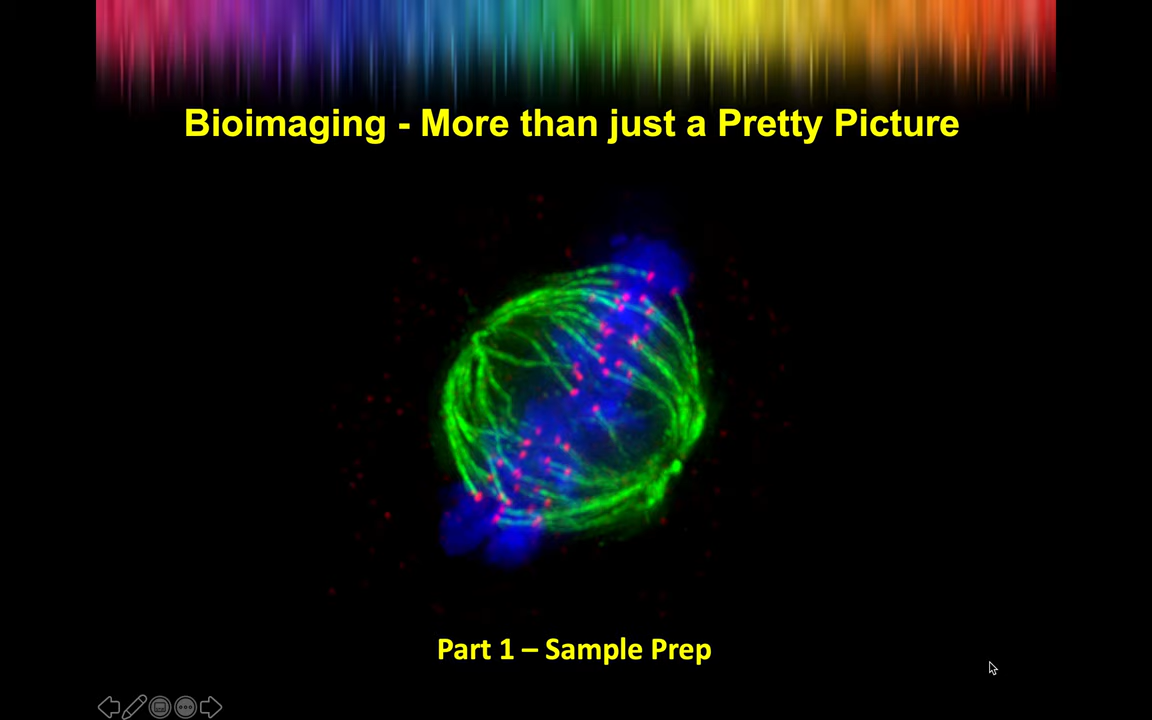 Bioimaging - More than just a Pretty Picture
Part 1 – Sample Prep